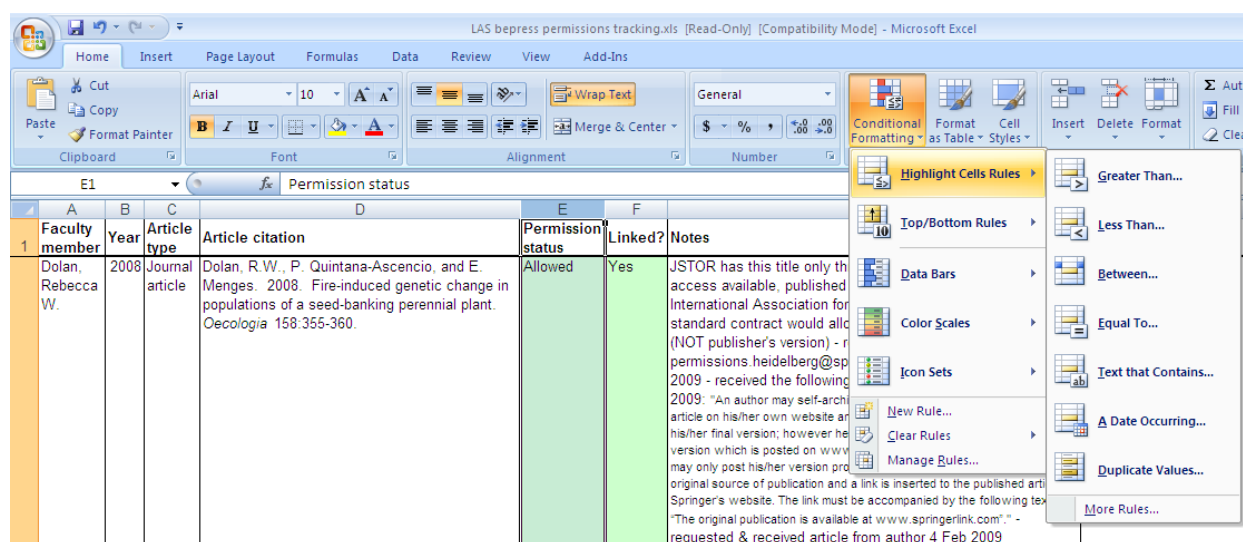 LAS bepress permissions tracking.xls [Read-Only] [Compatibility Mode] - Microsoft Excel
Home Insert Page Layout Formulas Data Review View Add-Ins
Cut
Copy
Format Painter
Paste
Clipboard
Arial 10 A A
B I U A
Font
Wrap Text
Merge & Center
Alignment
General
$ % , .0 .00 .00 .0
Number
Conditional Formatting
Format as Table
Cell Styles
Insert Delete Format
Σ Aut
Fill
Clea
E1 fx Permission status
A B C D E F
1 Faculty member Year Article type Article citation Permission status Linked? Notes
Dolan, Rebecca W.
2008
Journal article
Dolan, R.W., P. Quintana-Ascencio, and E.
Menges. 2008. Fire-induced genetic change in
populations of a seed-banking perennial plant.
Oecologia 158:355-360.
Allowed
Yes
JSTOR has this title only th
access available, published
International Association for
standard contract would allo
(NOT publisher's version) - r
permissions.heidelberg@sp
2009 - received the following
2009: "An author may self-archi
article on his/her own website ar
his/her final version; however he
version which is posted on www
may only post his/her version pro
original source of publication and a link is inserted to the published arti
Springer's website. The link must be accompanied by the following tex
"The original publication is available at www.springerlink.com"." -
requested & received article from author 4 Feb 2009
Highlight Cells Rules
Top/Bottom Rules
10
Data Bars
Color Scales
Icon Sets
New Rule...
Clear Rules
Manage Rules...
> Greater Than...
< Less Than...
Between...
= Equal To...
ab Text that Contains...
A Date Occurring...
Duplicate Values...
More Rules...